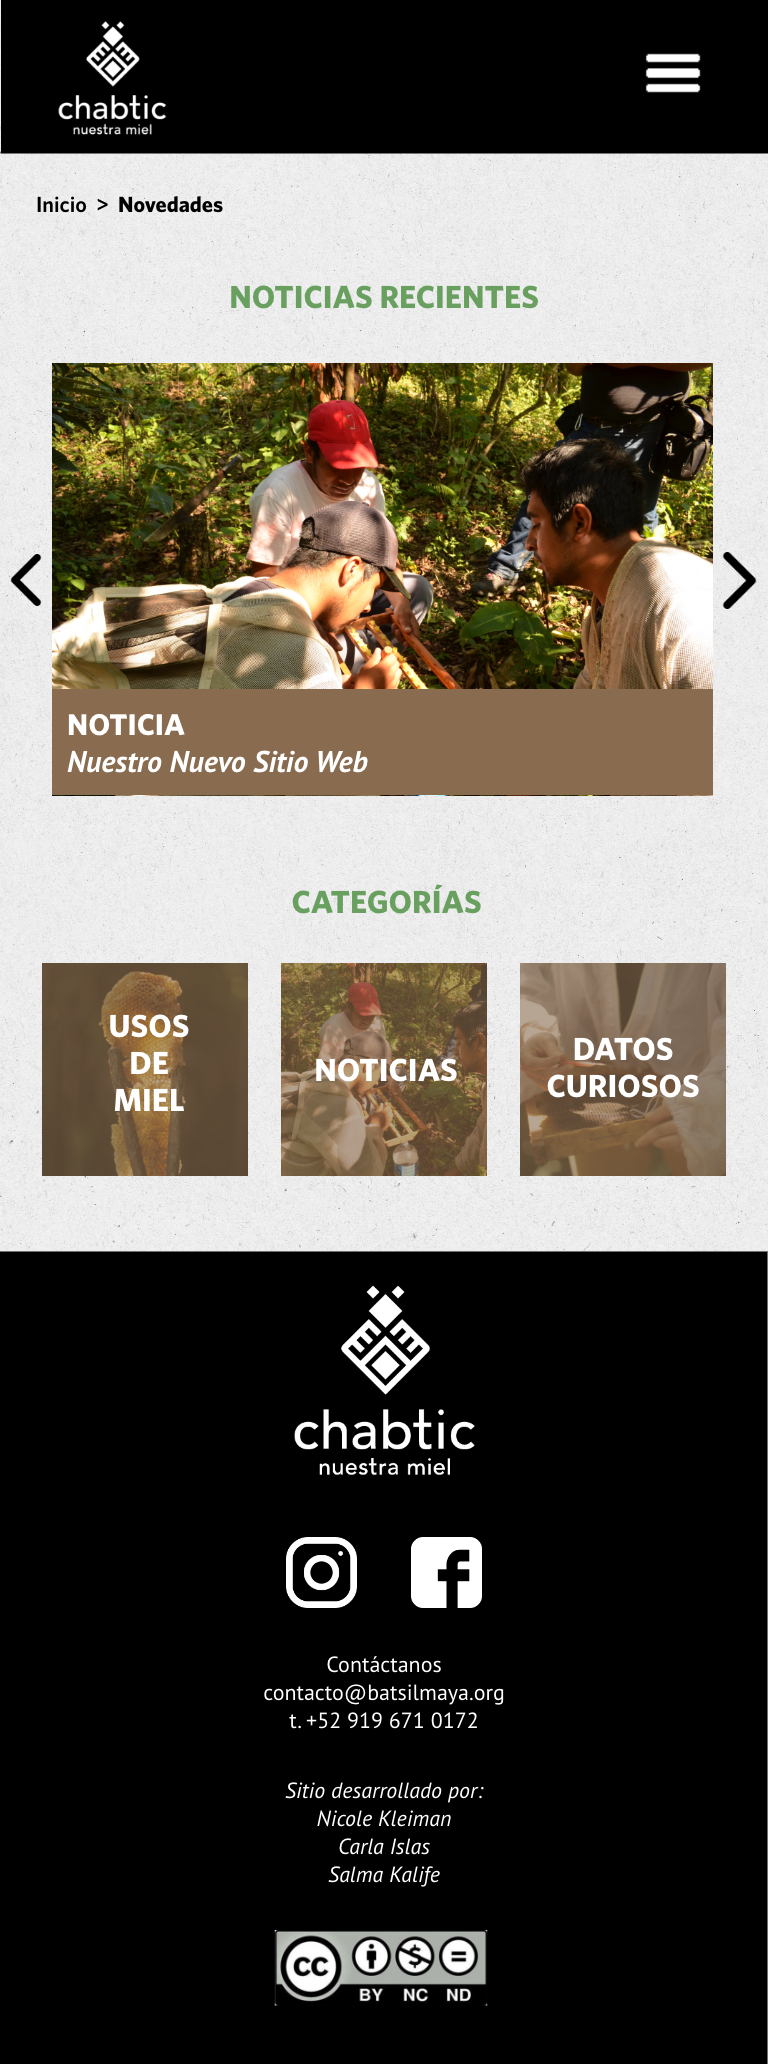 chabtic
nuestra miel
Inicio > Novedades
NOTICIAS RECIENTES
NOTICIA
Nuestro Nuevo Sitio Web
CATEGORÍAS
USOS
DE
MIEL
NOTICIAS
DATOS
CURIOSOS
chabtic
nuestra miel
Contáctanos
contacto@batsilmaya.org
t. +52 919 671 0172
Sitio desarrollado por:
Nicole Kleiman
Carla Islas
Salma Kalife
CC
BY NC ND